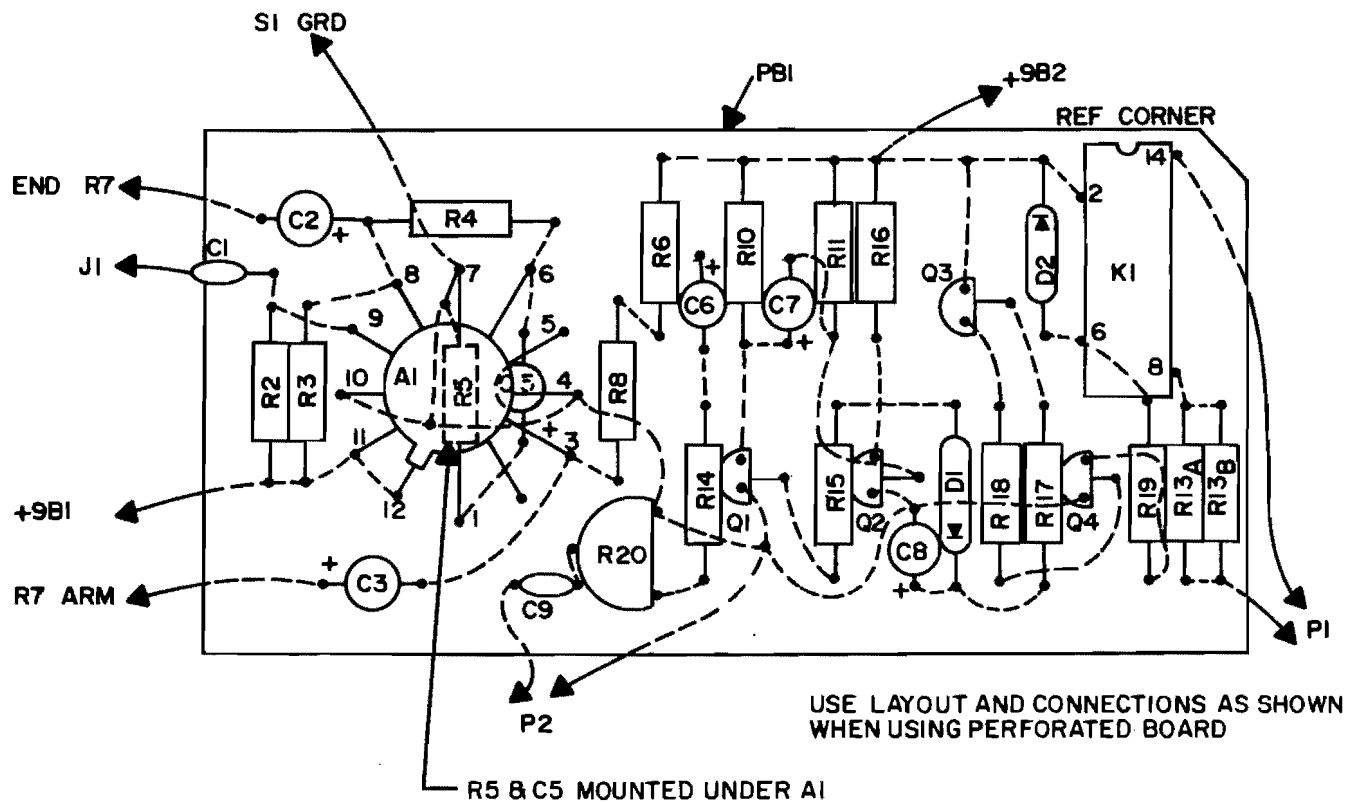 S1 GRD
PB1
+9B2
REF CORNER
END R7
C2
+
R4
14
2
J1
C1
8
7
6
R6
+
C6
R10
C7
+
R11
R16
Q3
D2
K1
9
5
6
8
R2
R3
10
A1
R5
4
R8
11
+
3
+9B1
12
1
R14
Q1
R15
Q2
D1
C8
+
R18
R17
Q4
R19
R13A
R13B
R20
+
C3
R7 ARM
C9
P1
P2
USE LAYOUT AND CONNECTIONS AS SHOWN
WHEN USING PERFORATED BOARD
R5 & C5 MOUNTED UNDER A1